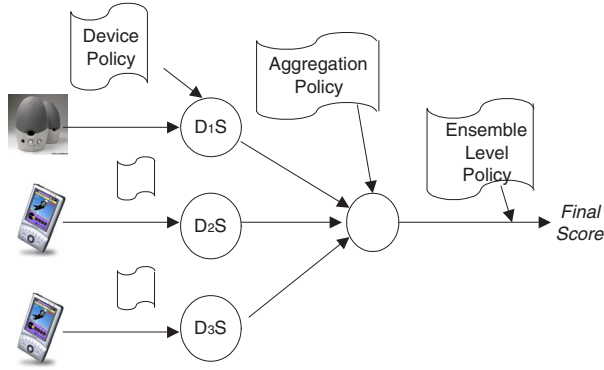 Device
Policy
Aggregation
Policy
D1S
Ensemble
Level
Policy
D2S
Final
Score
D3S